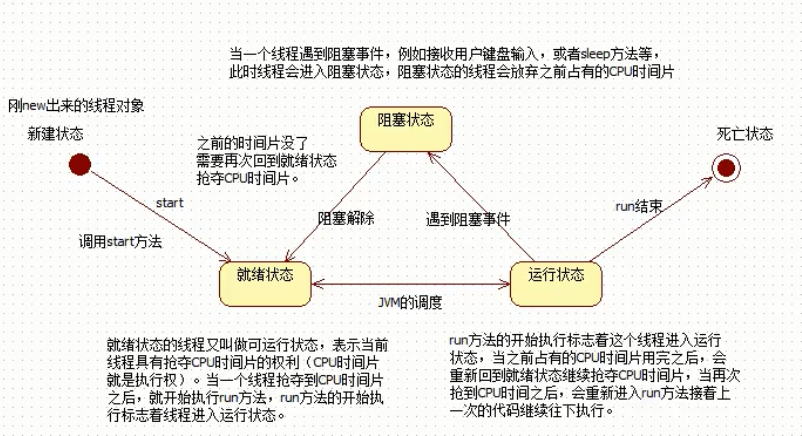 当一个线程遇到阻塞事件，例如接收用户键盘输入，或者sleep方法等，
此时线程会进入阻塞状态，阻塞状态的线程会放弃之前占有的CPU时间片
刚new出来的线程对象
新建状态
阻塞状态
死亡状态
之前的时间片没了
需要再次回到就绪状态
抢夺CPU时间片。
start
阻塞解除
遇到阻塞事件
run结束
调用start方法
就绪状态
运行状态
JVM的调度
就绪状态的线程又叫做可运行状态，表示当前
线程具有抢夺CPU时间片的权利（CPU时间片
就是执行权）。当一个线程抢夺到CPU时间片
之后，就开始执行run方法，run方法的开始执
行标志着线程进入运行状态。
run方法的开始执行标志着这个线程进入运行
状态，当之前占有的CPU时间片用完之后，会
重新回到就绪状态继续抢夺CPU时间片，当再次
抢到CPU时间之后，会重新进入run方法接着上
一次的代码继续往下执行。